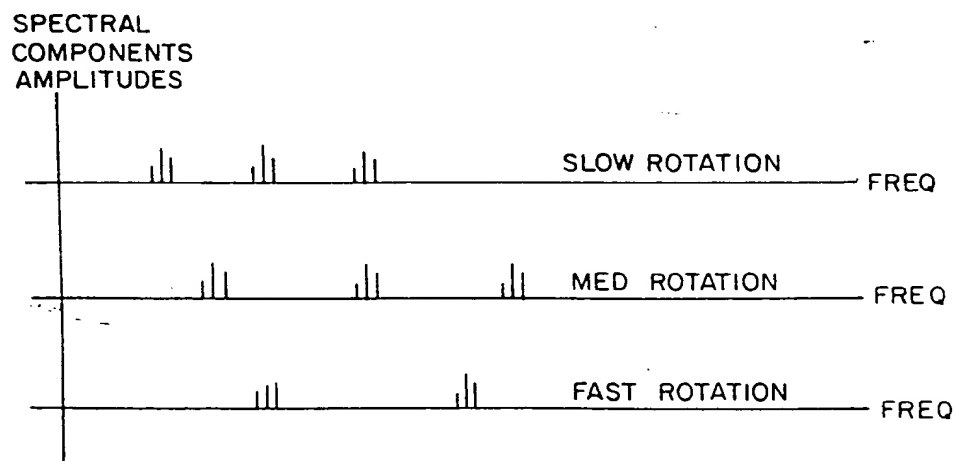 SPECTRAL
COMPONENTS
AMPLITUDES
SLOW ROTATION
FREQ
MED ROTATION
FREQ
FAST ROTATION
FREQ